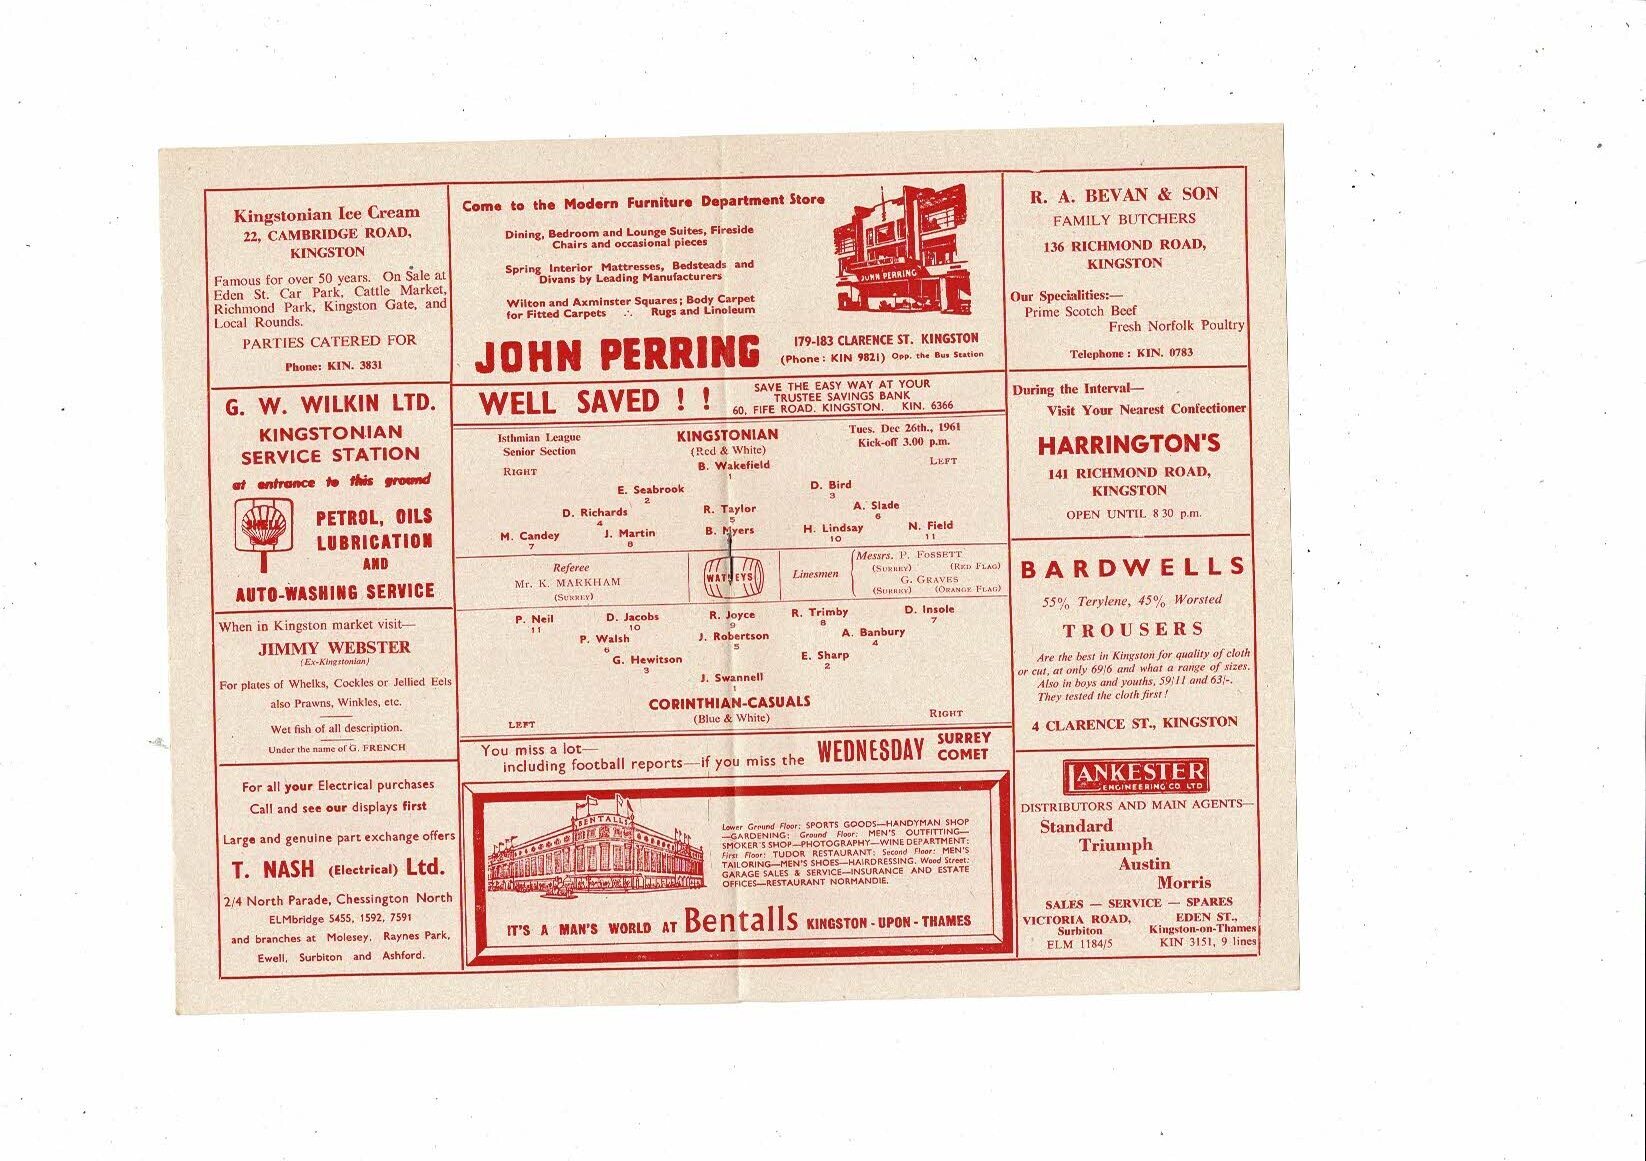 Kingstonian Ice Cream
22, CAMBRIDGE ROAD,
KINGSTON
Famous for over 50 years. On Sale at
Eden St. Car Park, Cattle Market,
Richmond Park, Kingston Gate, and
Local Rounds.
PARTIES CATERED FOR
Phone: KIN. 3831
G. W. WILKIN LTD.
KINGSTONIAN
SERVICE STATION
at entrance to this ground
SHELL
PETROL, OILS
LUBRICATION
AND
AUTO-WASHING SERVICE
When in Kingston market visit—
JIMMY WEBSTER
(Ex-Kingstonian)
For plates of Whelks, Cockles or Jellied Eels
also Prawns, Winkles, etc.
Wet fish of all description.
Under the name of G. FRENCH
For all your Electrical purchases
Call and see our displays first
Large and genuine part exchange offers
T. NASH (Electrical) Ltd.
2/4 North Parade, Chessington North
ELMbridge 5455, 1592, 7591
and branches at Molesey, Raynes Park,
Ewell, Surbiton and Ashford.
Come to the Modern Furniture Department Store
Dining, Bedroom and Lounge Suites, Fireside
Chairs and occasional pieces
Spring Interior Mattresses, Bedsteads and
Divans by Leading Manufacturers
Wilton and Axminster Squares; Body Carpet
for Fitted Carpets ∴ Rugs and Linoleum
JOHN PERRING
JOHN PERRING
179-183 CLARENCE ST. KINGSTON
(Phone: KIN 9821) Opp. the Bus Station
WELL SAVED ! !
SAVE THE EASY WAY AT YOUR
TRUSTEE SAVINGS BANK
60, FIFE ROAD. KINGSTON. KIN. 6366
Isthmian League
Senior Section
KINGSTONIAN
(Red & White)
Tues. Dec 26th., 1961
Kick-off 3.00 p.m.
RIGHT
B. Wakefield
1
LEFT
E. Seabrook
2
D. Bird
3
D. Richards
4
R. Taylor
5
A. Slade
6
M. Candey
7
J. Martin
8
B. Myers
H. Lindsay
10
N. Field
11
Referee
Mr. K. MARKHAM
(SURREY)
WATNEYS
Linesmen
Messrs. P. FOSSETT
(SURREY) (RED FLAG)
G. GRAVES
(SURREY) (ORANGE FLAG)
P. Neil
11
D. Jacobs
10
R. Joyce
9
R. Trimby
8
D. Insole
7
P. Walsh
6
J. Robertson
5
A. Banbury
4
G. Hewitson
3
E. Sharp
2
J. Swannell
1
CORINTHIAN-CASUALS
(Blue & White)
LEFT
RIGHT
You miss a lot—
including football reports—if you miss the
WEDNESDAY
SURREY
COMET
BENTALLS
Lower Ground Floor: SPORTS GOODS—HANDYMAN SHOP
—GARDENING: Ground Floor: MEN'S OUTFITTING—
SMOKER'S SHOP—PHOTOGRAPHY—WINE DEPARTMENT:
First Floor: TUDOR RESTAURANT: Second Floor: MEN'S
TAILORING—MEN'S SHOES—HAIRDRESSING. Wood Street:
GARAGE SALES & SERVICE—INSURANCE AND ESTATE
OFFICES—RESTAURANT NORMANDIE.
IT'S A MAN'S WORLD AT Bentalls KINGSTON-UPON-THAMES
R. A. BEVAN & SON
FAMILY BUTCHERS
136 RICHMOND ROAD,
KINGSTON
Our Specialities:—
Prime Scotch Beef
Fresh Norfolk Poultry
Telephone: KIN. 0783
During the Interval—
Visit Your Nearest Confectioner
HARRINGTON'S
141 RICHMOND ROAD,
KINGSTON
OPEN UNTIL 8 30 p.m.
BARDWELLS
55% Terylene, 45% Worsted
TROUSERS
Are the best in Kingston for quality of cloth
or cut, at only 69/6 and what a range of sizes.
Also in boys and youths, 59/11 and 63/-.
They tested the cloth first!
4 CLARENCE ST., KINGSTON
LANKESTER
ENGINEERING CO. LTD
DISTRIBUTORS AND MAIN AGENTS—
Standard
Triumph
Austin
Morris
SALES — SERVICE — SPARES
VICTORIA ROAD,
Surbiton
ELM 1184/5
EDEN ST.,
Kingston-on-Thames
KIN 3151, 9 lines